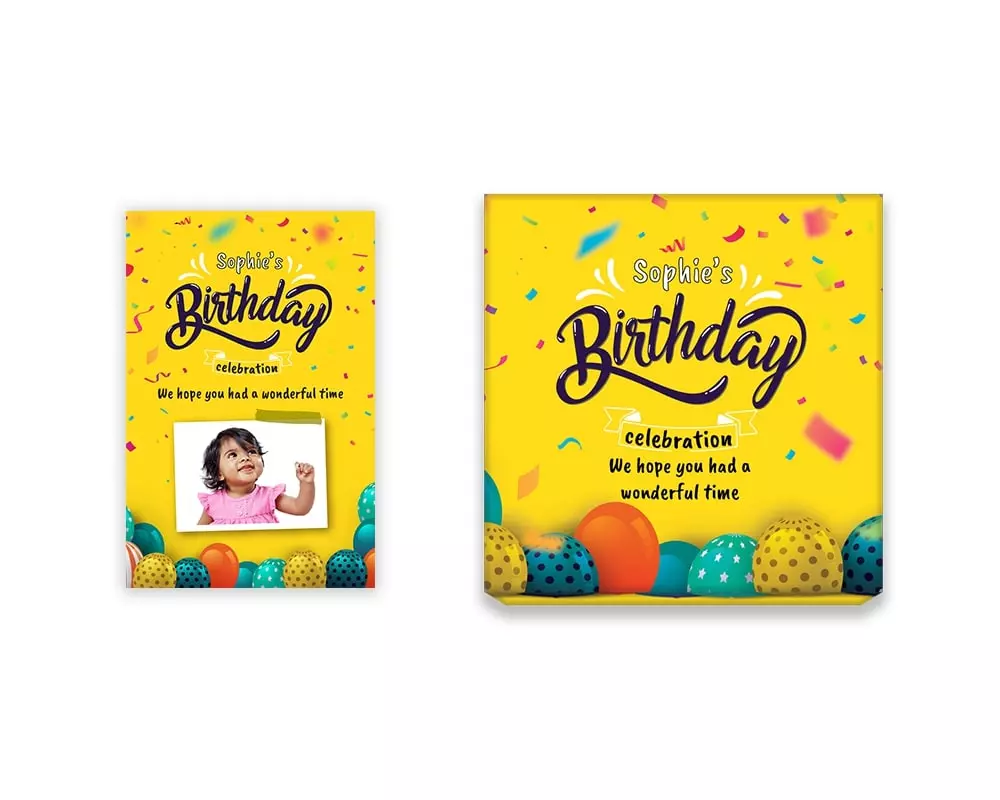 Sophie's
Birthday
celebration
We hope you had a wonderful time
Sophie's
Birthday
celebration
We hope you had a
wonderful time